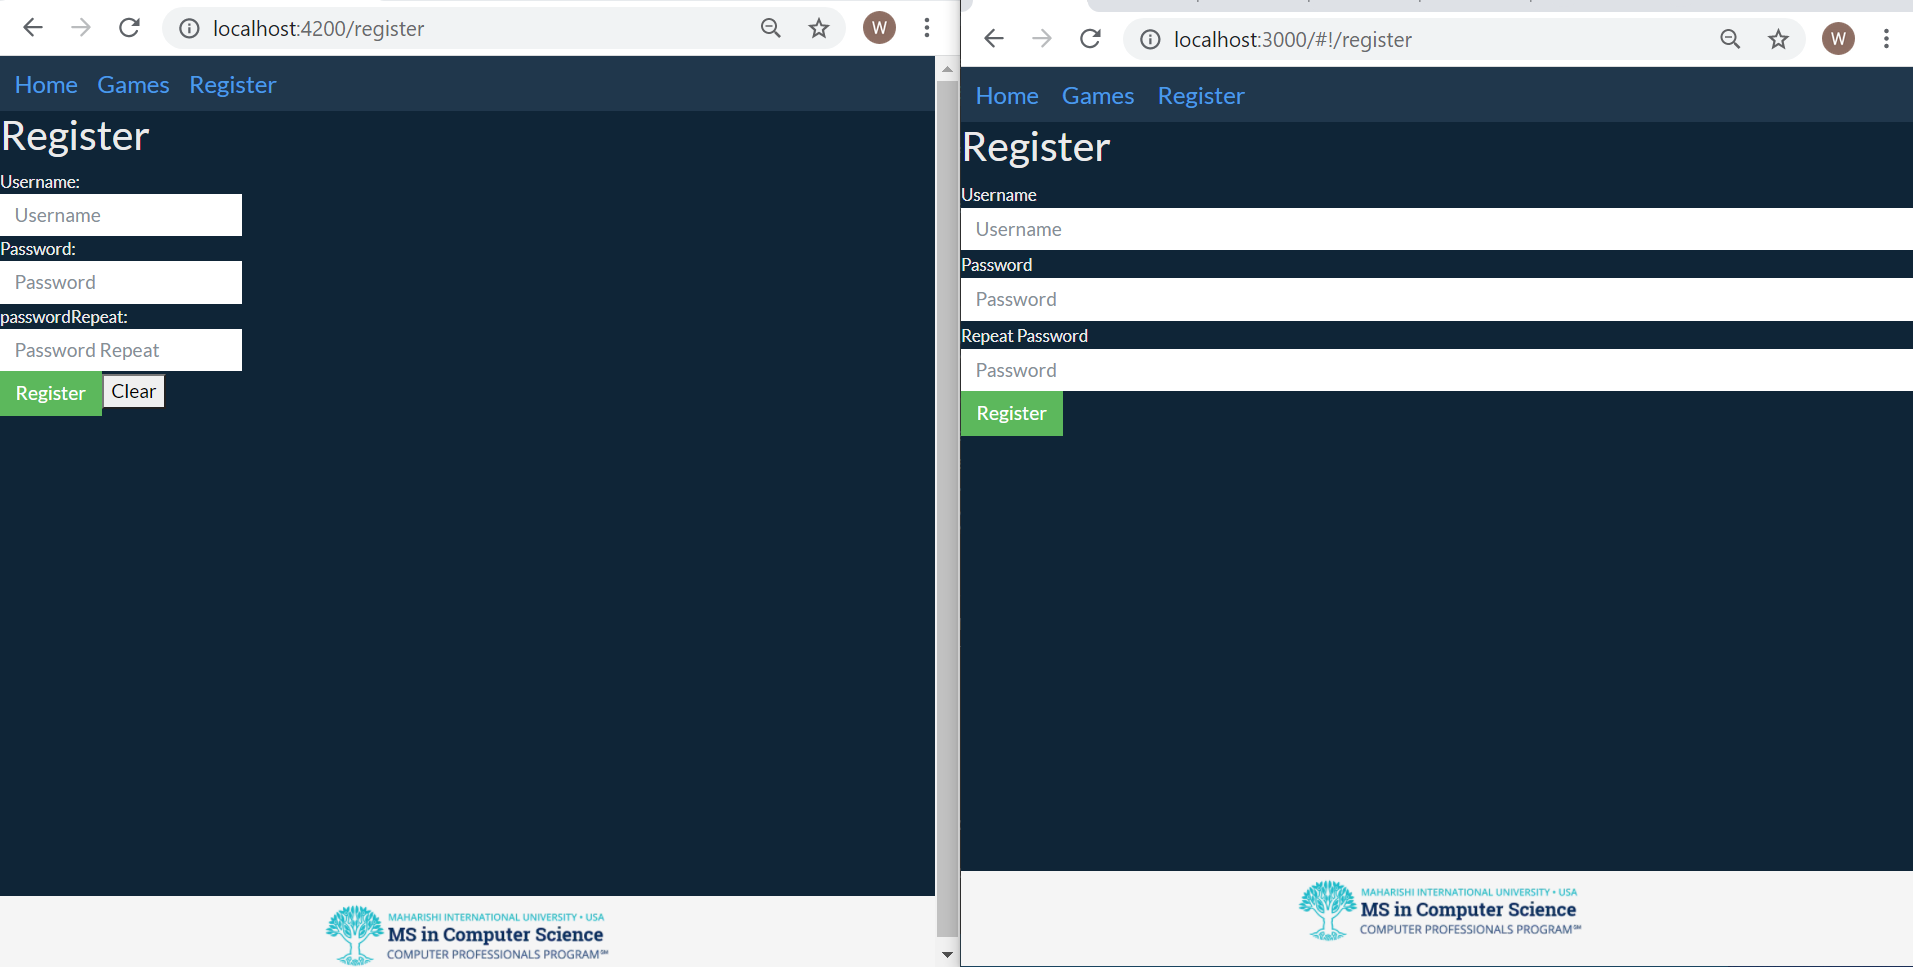 localhost:4200/register
W
Home Games Register
Register
Username:
Username
Password:
Password
passwordRepeat:
Password Repeat
Register Clear
MAHARISHI INTERNATIONAL UNIVERSITY • USA
MS in Computer Science
COMPUTER PROFESSIONALS PROGRAM℠
localhost:3000/#!/register
W
Home Games Register
Register
Username
Username
Password
Password
Repeat Password
Password
Register
MAHARISHI INTERNATIONAL UNIVERSITY • USA
MS in Computer Science
COMPUTER PROFESSIONALS PROGRAM℠